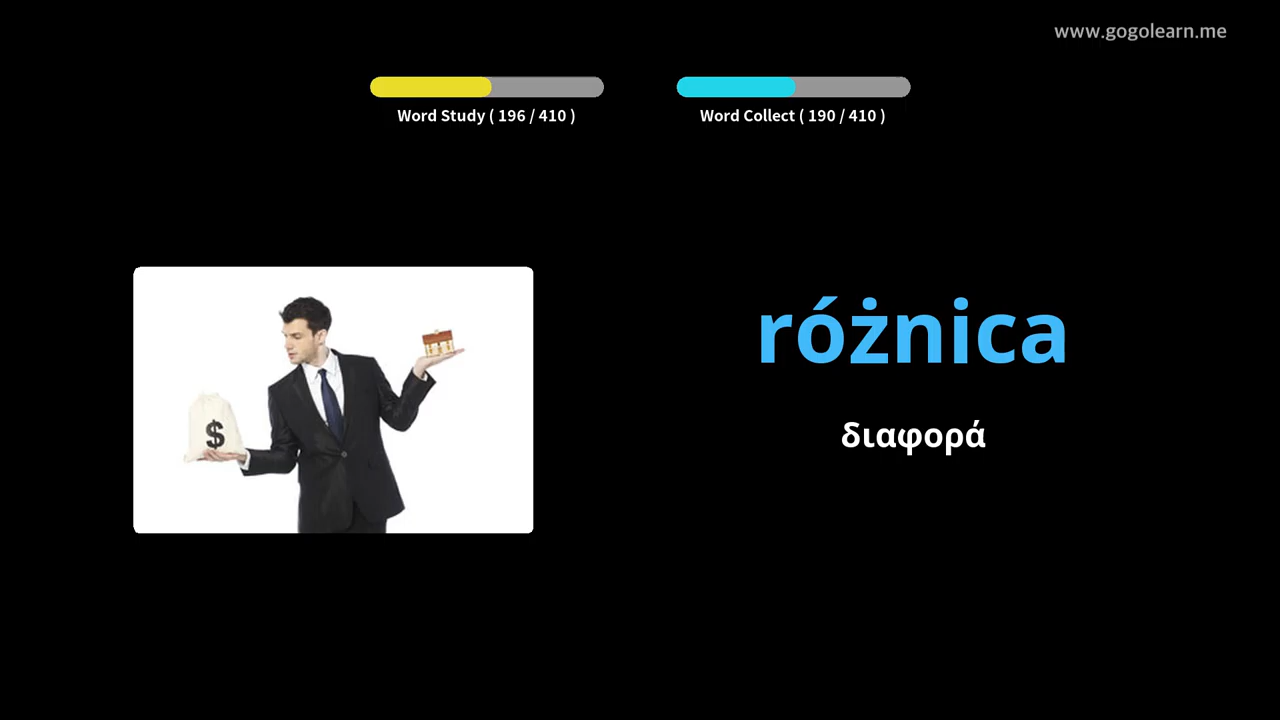 www.gogolearn.me
Word Study ( 196 / 410 )
Word Collect ( 190 / 410 )
$
różnica
διαφορά